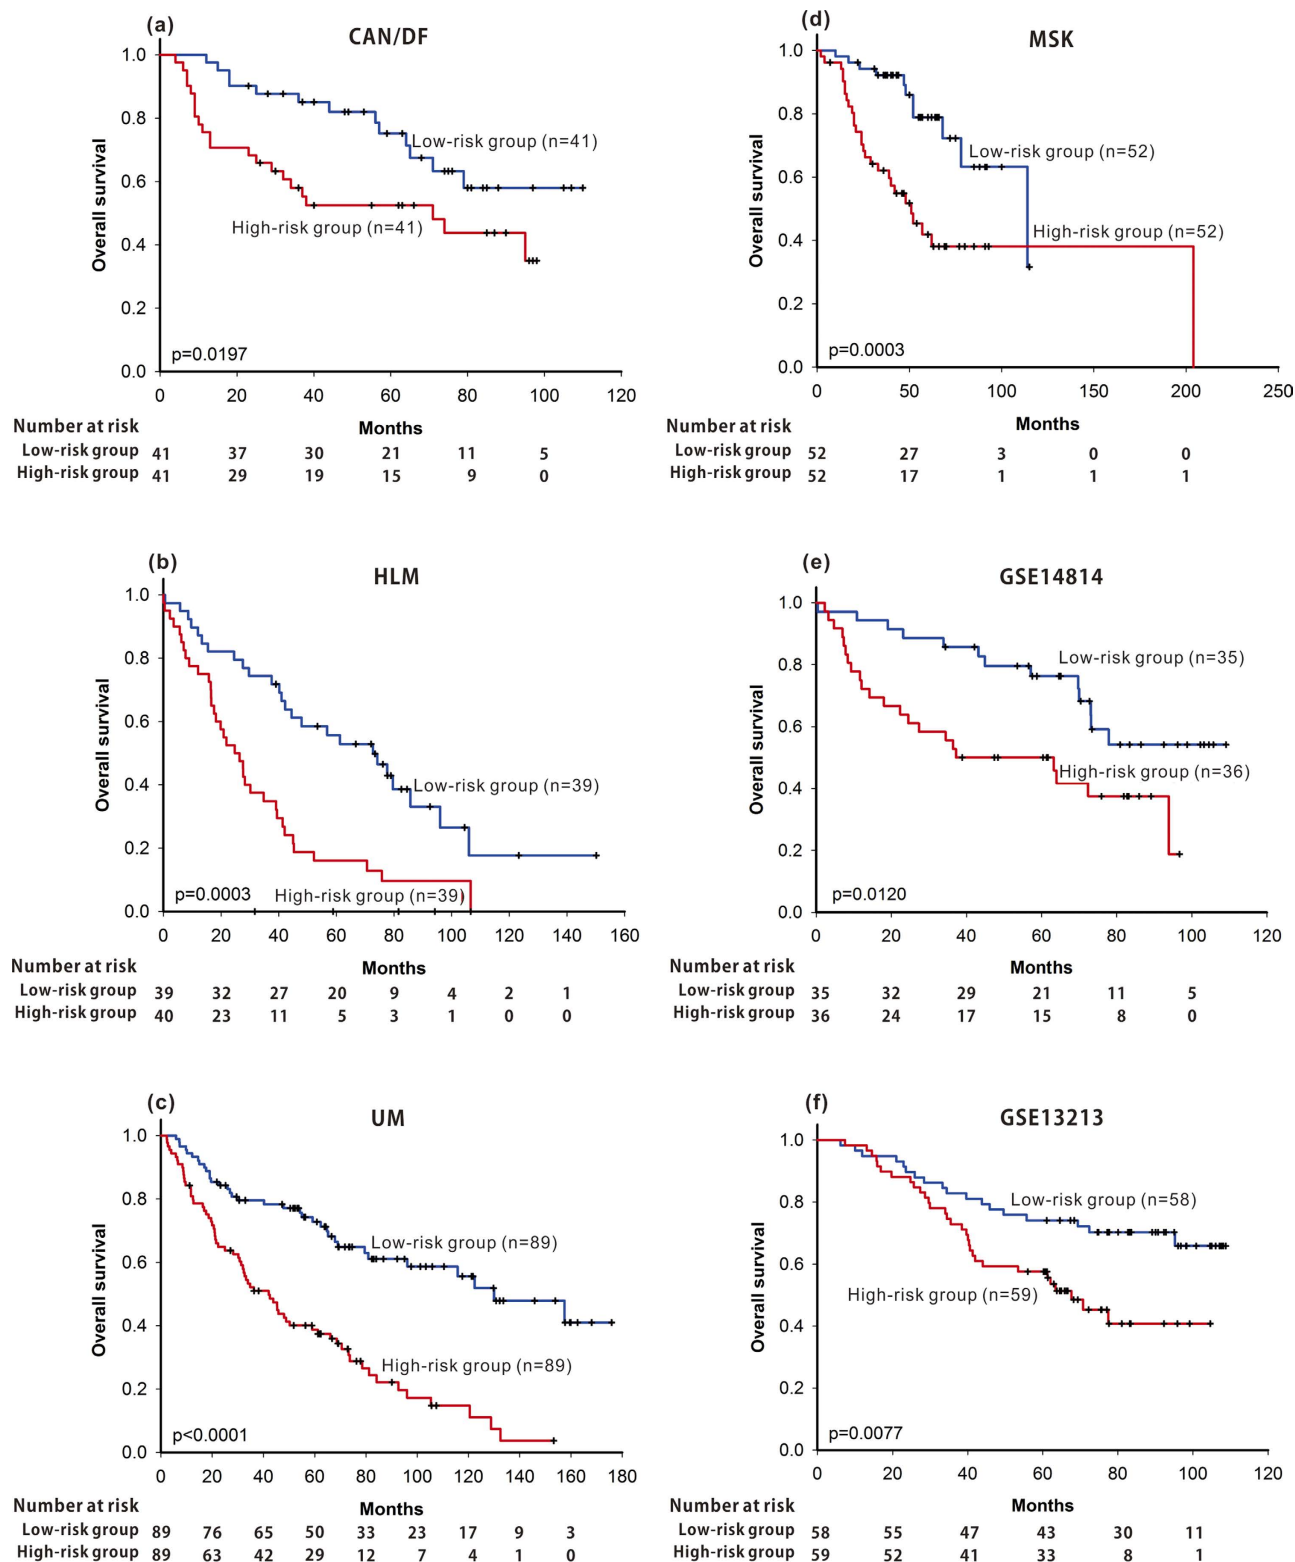 (a)
CAN/DF
1.0
0.8
0.6
0.4
0.2
0.0
Overall survival
Low-risk group (n=41)
High-risk group (n=41)
p=0.0197
0 20 40 60 80 100 120
Number at risk Months
Low-risk group 41 37 30 21 11 5
High-risk group 41 29 19 15 9 0
(d)
MSK
1.0
0.8
0.6
0.4
0.2
0.0
Overall survival
Low-risk group (n=52)
High-risk group (n=52)
p=0.0003
0 50 100 150 200 250
Number at risk Months
Low-risk group 52 27 3 0 0
High-risk group 52 17 1 1 1
(b)
HLM
1.0
0.8
0.6
0.4
0.2
0.0
Overall survival
Low-risk group (n=39)
High-risk group (n=39)
p=0.0003
0 20 40 60 80 100 120 140 160
Number at risk Months
Low-risk group 39 32 27 20 9 4 2 1
High-risk group 40 23 11 5 3 1 0 0
(e)
GSE14814
1.0
0.8
0.6
0.4
0.2
0.0
Overall survival
Low-risk group (n=35)
High-risk group (n=36)
p=0.0120
0 20 40 60 80 100 120
Number at risk Months
Low-risk group 35 32 29 21 11 5
High-risk group 36 24 17 15 8 0
(c)
UM
1.0
0.8
0.6
0.4
0.2
0.0
Overall survival
Low-risk group (n=89)
High-risk group (n=89)
p<0.0001
0 20 40 60 80 100 120 140 160 180
Number at risk Months
Low-risk group 89 76 65 50 33 23 17 9 3
High-risk group 89 63 42 29 12 7 4 1 0
(f)
GSE13213
1.0
0.8
0.6
0.4
0.2
0.0
Overall survival
Low-risk group (n=58)
High-risk group (n=59)
p=0.0077
0 20 40 60 80 100 120
Number at risk Months
Low-risk group 58 55 47 43 30 11
High-risk group 59 52 41 33 8 1